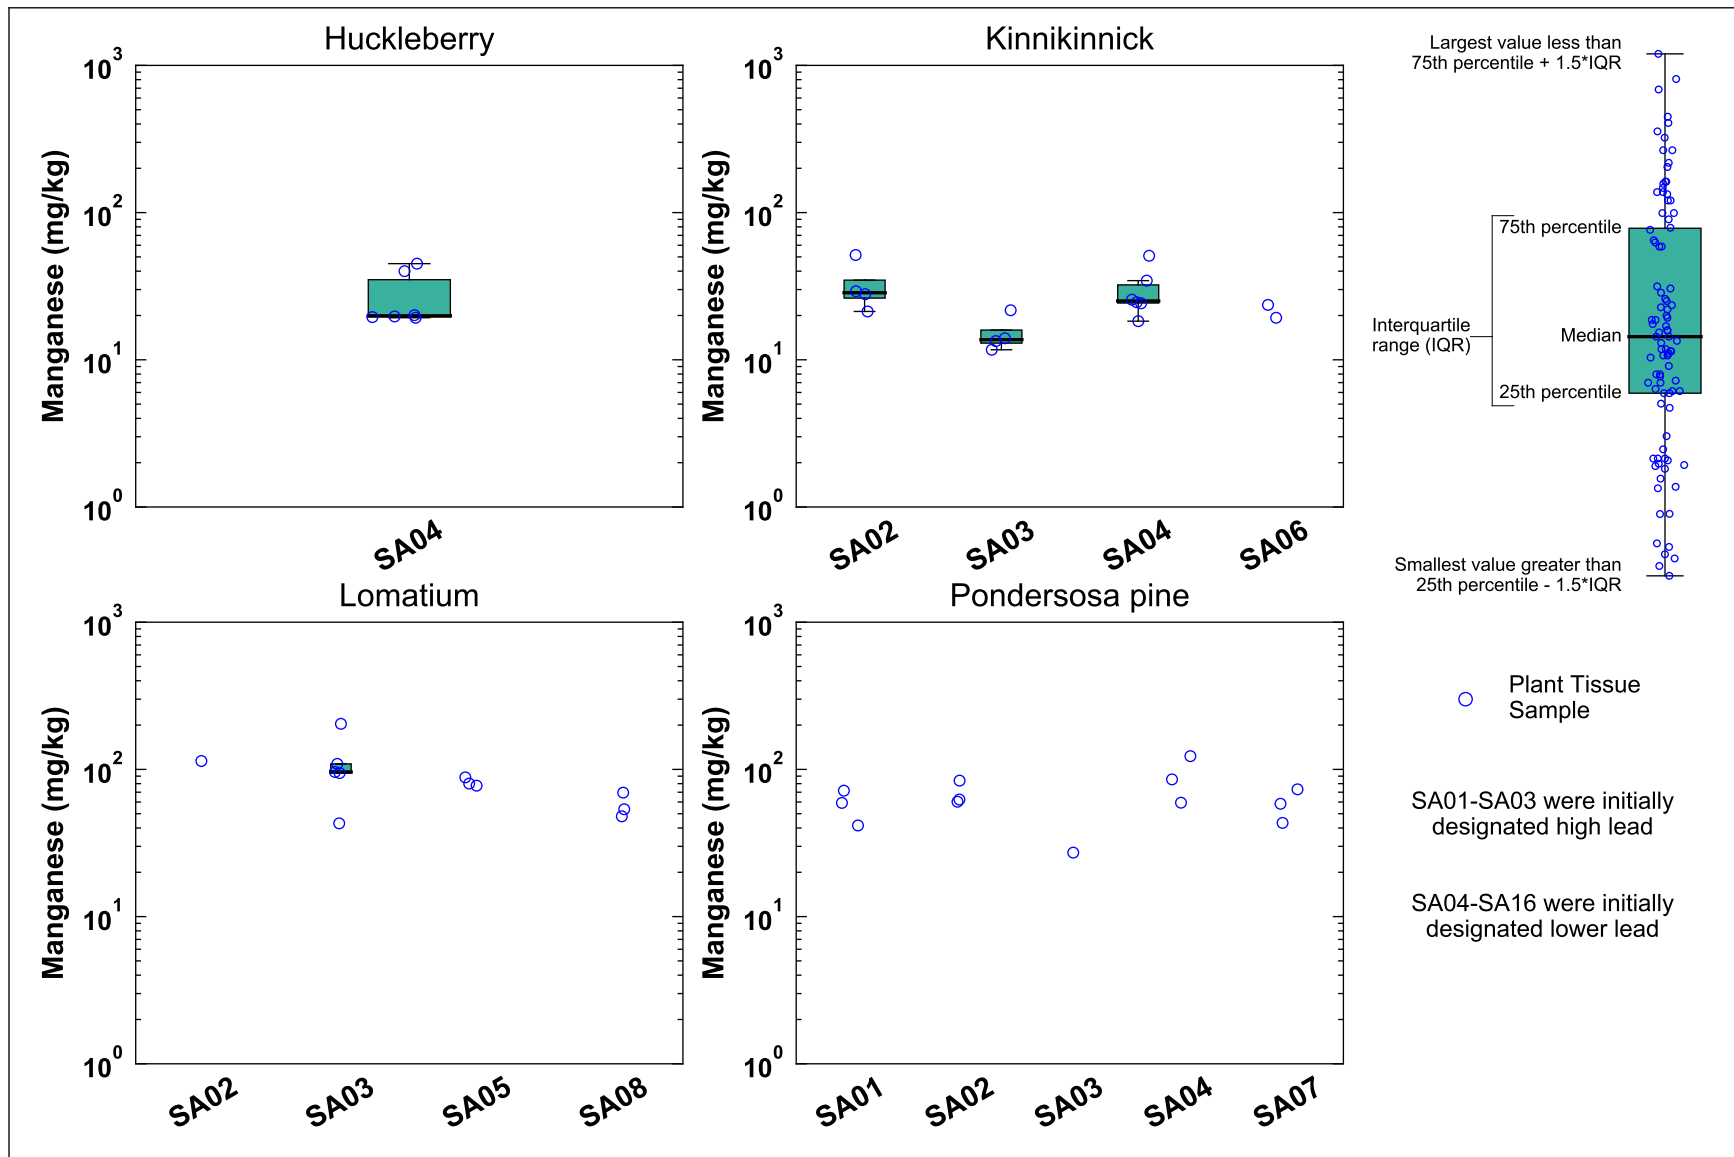 Huckleberry
Manganese (mg/kg)
10^3
10^2
10^1
10^0
SA04
Kinnikinnick
Manganese (mg/kg)
10^3
10^2
10^1
10^0
SA02
SA03
SA04
SA06
Largest value less than
75th percentile + 1.5*IQR
75th percentile
Interquartile
range (IQR)
Median
25th percentile
Smallest value greater than
25th percentile - 1.5*IQR
Lomatium
Manganese (mg/kg)
10^3
10^2
10^1
10^0
SA02
SA03
SA05
SA08
Pondersosa pine
Manganese (mg/kg)
10^3
10^2
10^1
10^0
SA01
SA02
SA03
SA04
SA07
Plant Tissue
Sample
SA01-SA03 were initially
designated high lead
SA04-SA16 were initially
designated lower lead